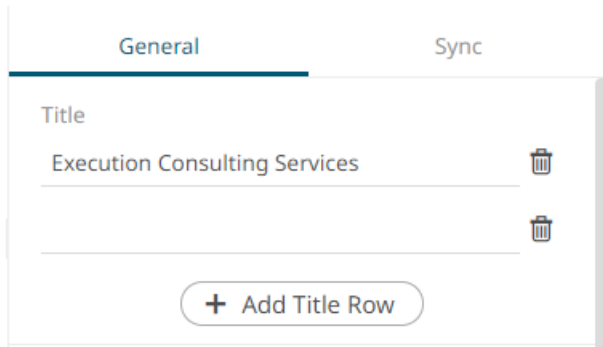 General Sync
Title
Execution Consulting Services
+ Add Title Row